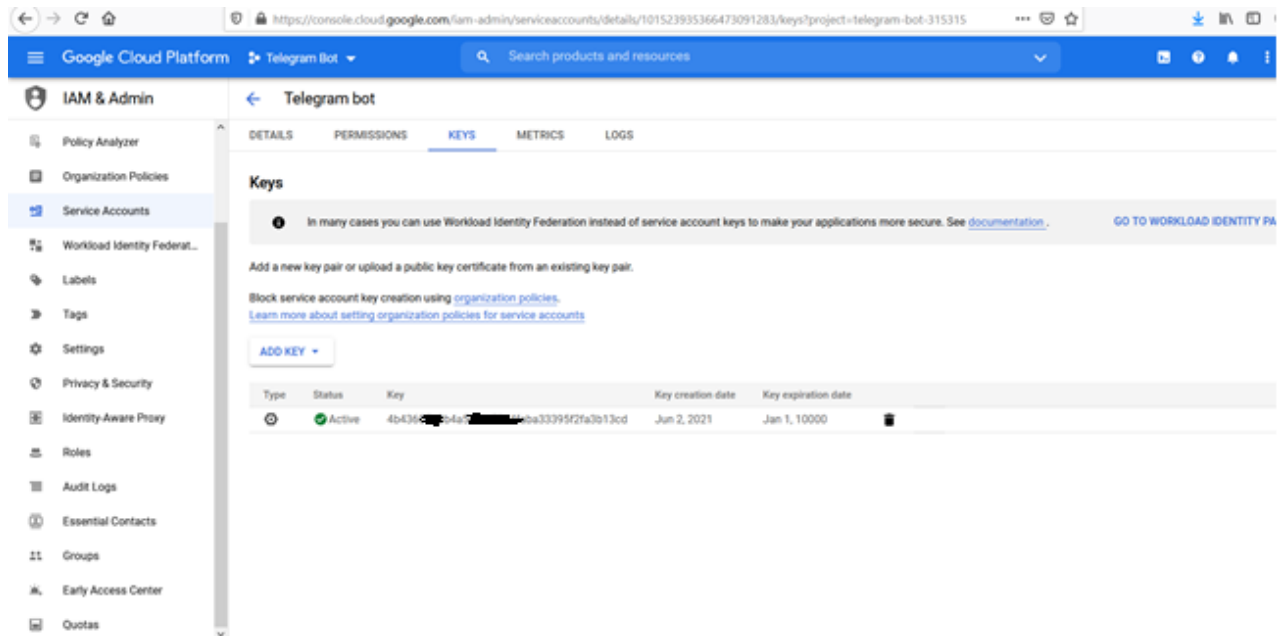 https://console.cloud.google.com/iam-admin/serviceaccounts/details/101523935366473091283/keys?project=telegram-bot-315315
Google Cloud Platform
Telegram Bot
Search products and resources
IAM & Admin
Telegram bot
Policy Analyzer
Organization Policies
Service Accounts
Workload Identity Federat...
Labels
Tags
Settings
Privacy & Security
Identity-Aware Proxy
Roles
Audit Logs
Essential Contacts
Groups
Early Access Center
Quotas
DETAILS PERMISSIONS KEYS METRICS LOGS
Keys
In many cases you can use Workload Identity Federation instead of service account keys to make your applications more secure. See documentation .
GO TO WORKLOAD IDENTITY PA
Add a new key pair or upload a public key certificate from an existing key pair.
Block service account key creation using organization policies.
Learn more about setting organization policies for service accounts
ADD KEY
Type Status Key Key creation date Key expiration date
Active Jun 2, 2021 Jan 1, 10000